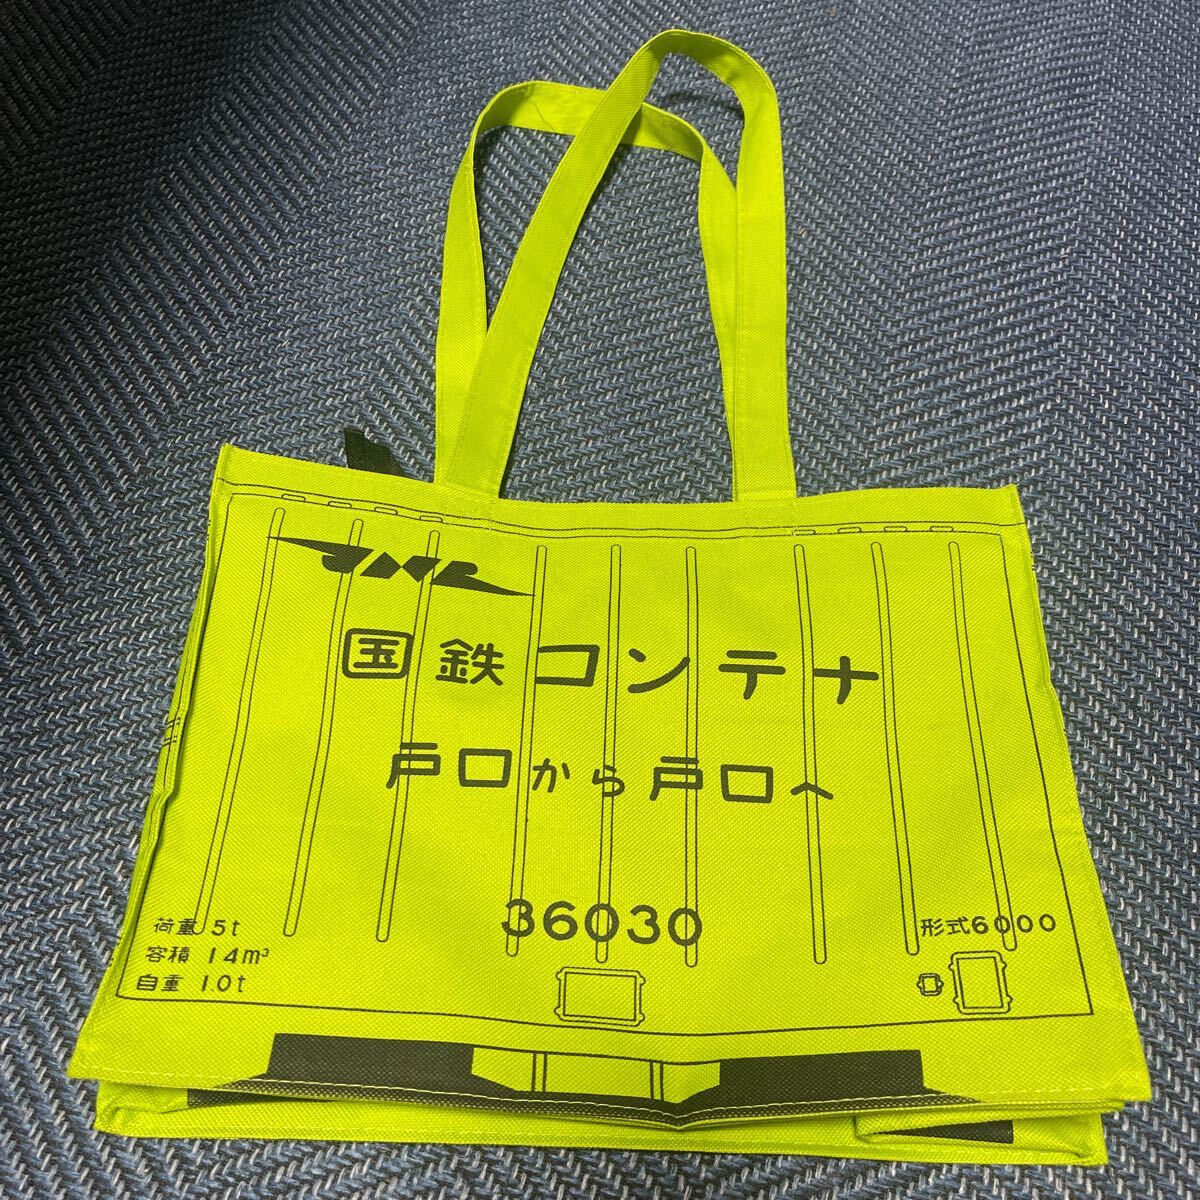 JNR
国鉄コンテナ
戸口から戸口へ
36030
荷重 5t
容積 14m³
自重 1.0t
形式6000